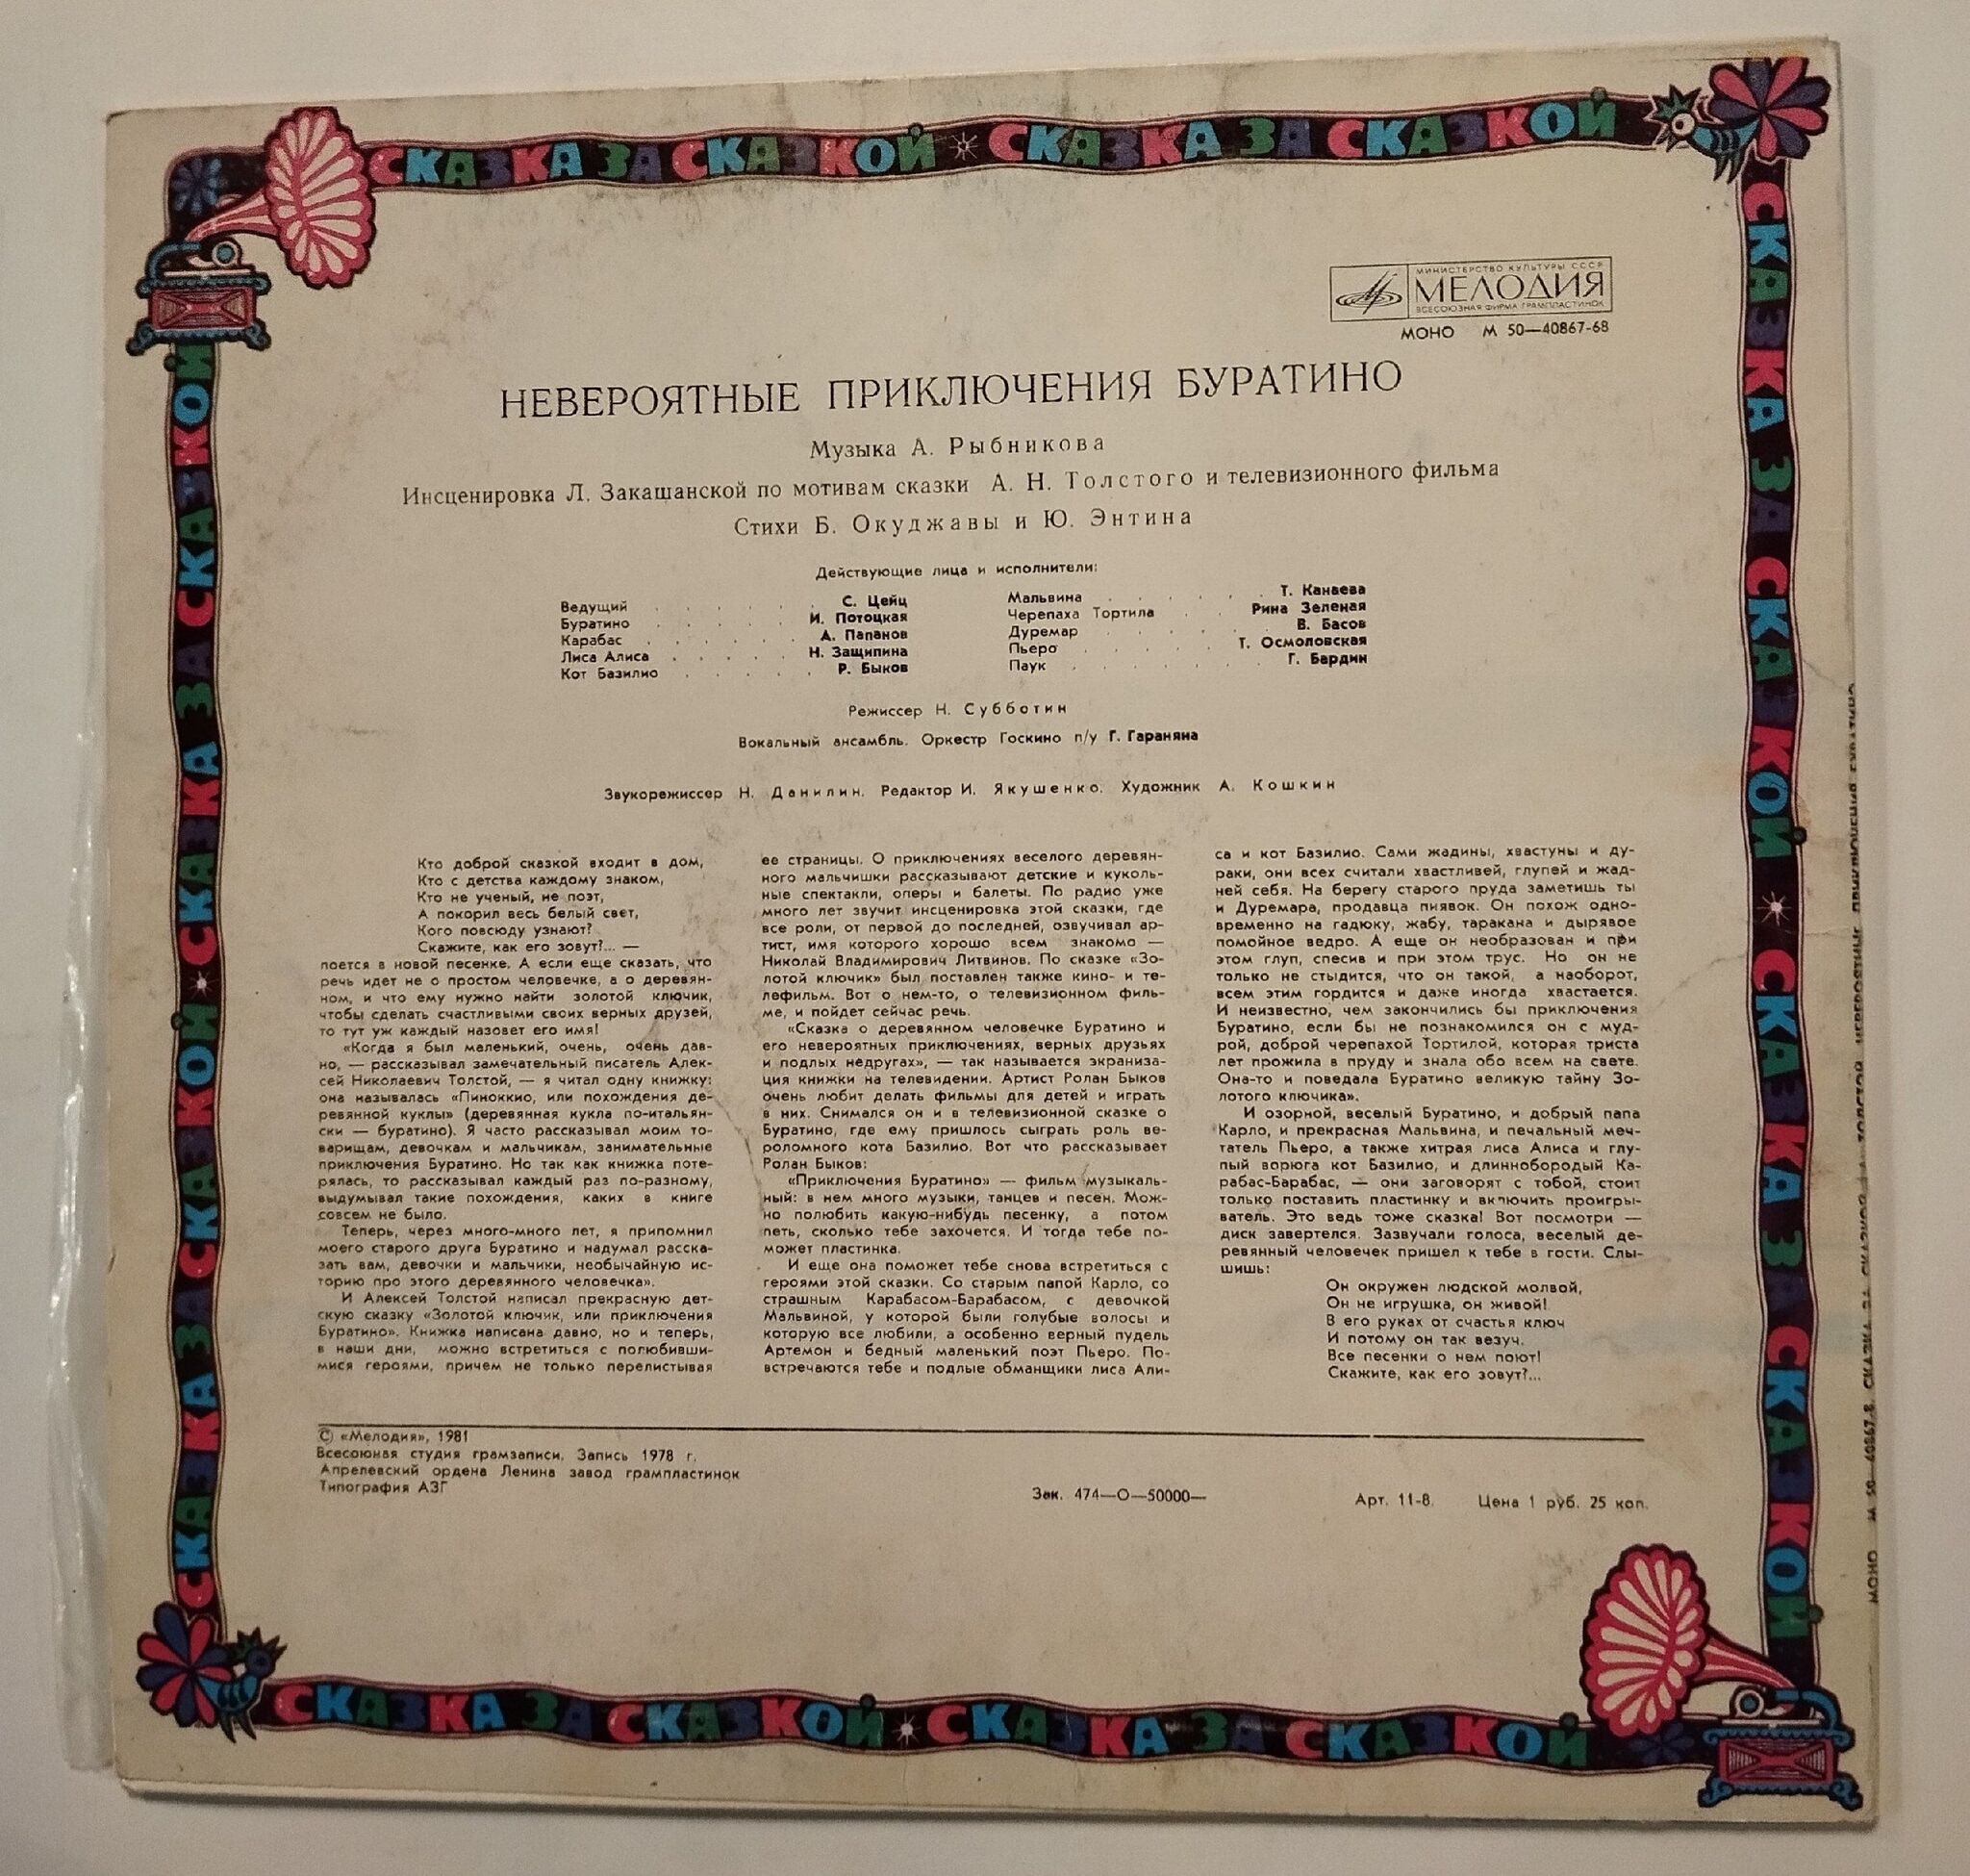 СКАЗКА ЗА СКАЗКОЙ * СКАЗКА ЗА СКАЗКОЙ
СКАЗКА ЗА СКАЗКОЙ * СКАЗКА ЗА СКАЗКОЙ
СКАЗКА ЗА СКАЗКОЙ * СКАЗКА ЗА СКАЗКОЙ
МИНИСТЕРСТВО КУЛЬТУРЫ СССР
МЕЛОДИЯ
ВСЕСОЮЗНАЯ ФИРМА ГРАМПЛАСТИНОК
МОНО М 50—40867-68
НЕВЕРОЯТНЫЕ ПРИКЛЮЧЕНИЯ БУРАТИНО
Музыка А. Рыбникова
Инсценировка Л. Закашанской по мотивам сказки А. Н. Толстого и телевизионного фильма
Стихи Б. Окуджавы и Ю. Энтина
Действующие лица и исполнители:
Ведущий . . . . . С. Цейц
Буратино . . . . И. Потоцкая
Карабас . . . . . А. Папанов
Лиса Алиса . . . . Н. Защипина
Кот Базилио . . . . Р. Быков
Мальвина . . . . . Т. Канаева
Черепаха Тортила . . Рина Зеленая
Дуремар . . . . . В. Басов
Пьеро . . . . Т. Осмоловская
Паук . . . . . . Г. Бардин
Режиссер Н. Субботин
Вокальный ансамбль. Оркестр Госкино п/у Г. Гараняна
Звукорежиссер Н. Данилин. Редактор И. Якушенко. Художник А. Кошкин
Кто доброй сказкой входит в дом,
Кто с детства каждому знаком,
Кто не ученый, не поэт,
А покорил весь белый свет,
Кого повсюду узнают?
Скажите, как его зовут?... —
поется в новой песенке. А если еще сказать, что
речь идет не о простом человечке, а о деревян-
ном, и что ему нужно найти золотой ключик,
чтобы сделать счастливыми своих верных друзей,
то тут уж каждый назовет его имя!
«Когда я был маленький, очень, очень дав-
но, — рассказывал замечательный писатель Алек-
сей Николаевич Толстой, — я читал одну книжку:
она называлась «Пиноккио, или похождения де-
ревянной куклы» (деревянная кукла по-итальян-
ски — буратино). Я часто рассказывал моим то-
варищам, девочкам и мальчикам, занимательные
приключения Буратино. Но так как книжка поте-
рялась, то рассказывал каждый раз по-разному,
выдумывал такие похождения, каких в книге
совсем не было.
Теперь, через много-много лет, я припомнил
моего старого друга Буратино и надумал расска-
зать вам, девочки и мальчики, необычайную ис-
торию про этого деревянного человечка».
И Алексей Толстой написал прекрасную дет-
скую сказку «Золотой ключик, или приключения
Буратино». Книжка написана давно, но и теперь,
в наши дни, можно встретиться с полюбивши-
мися героями, причем не только перелистывая
ее страницы. О приключениях веселого деревян-
ного мальчишки рассказывают детские и куколь-
ные спектакли, оперы и балеты. По радио уже
много лет звучит инсценировка этой сказки, где
все роли, от первой до последней, озвучивал ар-
тист, имя которого хорошо всем знакомо —
Николай Владимирович Литвинов. По сказке «Зо-
лотой ключик» был поставлен также кино- и те-
лефильм. Вот о нем-то, о телевизионном филь-
ме, и пойдет сейчас речь.
«Сказка о деревянном человечке Буратино и
его невероятных приключениях, верных друзьях
и подлых недругах», — так называется экраниза-
ция книжки на телевидении. Артист Ролан Быков
очень любит делать фильмы для детей и играть
в них. Снимался он и в телевизионной сказке о
Буратино, где ему пришлось сыграть роль ве-
роломного кота Базилио. Вот что рассказывает
Ролан Быков:
«Приключения Буратино» — фильм музыкаль-
ный: в нем много музыки, танцев и песен. Мож-
но полюбить какую-нибудь песенку, а потом
петь, сколько тебе захочется. И тогда тебе по-
может пластинка.
И еще она поможет тебе снова встретиться с
героями этой сказки. Со старым папой Карло, со
страшным Карабасом-Барабасом, с девочкой
Мальвиной, у которой были голубые волосы и
которую все любили, а особенно верный пудель
Артемон и бедный маленький поэт Пьеро. По-
встречаются тебе и подлые обманщики лиса Али-
са и кот Базилио. Сами жадины, хвастуны и ду-
раки, они всех считали хвастливей, глупей и жад-
ней себя. На берегу старого пруда заметишь ты
и Дуремара, продавца пиявок. Он похож одно-
временно на гадюку, жабу, таракана и дырявое
помойное ведро. А еще он необразован и при
этом глуп, спесив и при этом трус. Но он не
только не стыдится, что он такой, а наоборот,
всем этим гордится и даже иногда хвастается.
И неизвестно, чем закончились бы приключения
Буратино, если бы не познакомился он с муд-
рой, доброй черепахой Тортилой, которая триста
лет прожила в пруду и знала обо всем на свете.
Она-то и поведала Буратино великую тайну Зо-
лотого ключика».
И озорной, веселый Буратино, и добрый папа
Карло, и прекрасная Мальвина, и печальный меч-
татель Пьеро, а также хитрая лиса Алиса и глу-
пый ворюга кот Базилио, и длиннобородый Ка-
рабас-Барабас, — они заговорят с тобой, стоит
только поставить пластинку и включить проигры-
ватель. Это ведь тоже сказка! Вот посмотри —
диск завертелся. Зазвучали голоса, веселый де-
ревянный человечек пришел к тебе в гости. Слы-
шишь:
Он окружен людской молвой,
Он не игрушка, он живой!
В его руках от счастья ключ
И потому он так везуч.
Все песенки о нем поют!
Скажите, как его зовут?...
© «Мелодия», 1981
Всесоюная студия грамзаписи. Запись 1978 г.
Апрелевский ордена Ленина завод грампластинок
Типография АЗГ
Зак. 474—О—50000—
Арт. 11-8. Цена 1 руб. 25 коп.
СКАЗКА ЗА СКАЗКОЙ * СКАЗКА ЗА СКАЗКОЙ
МОНО М 50—40867-8 СКАЗКА ЗА СКАЗКОЙ А. ТОЛСТОЙ НЕВЕРОЯТНЫЕ ПРИКЛЮЧЕНИЯ БУРАТИНО